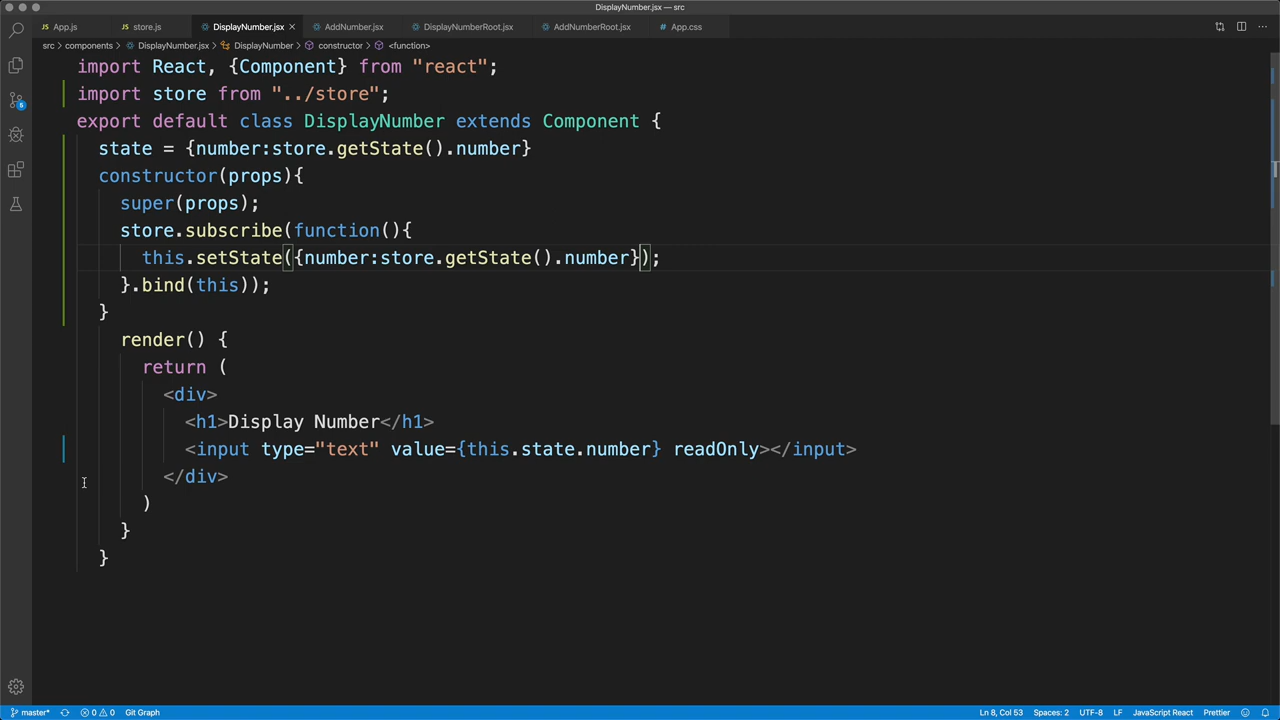 DisplayNumber.jsx — src
App.js
store.js
DisplayNumber.jsx ×
AddNumber.jsx
DisplayNumberRoot.jsx
AddNumberRoot.jsx
App.css
src › components › DisplayNumber.jsx › DisplayNumber › constructor › <function>
import React, {Component} from "react";
import store from "../store";
export default class DisplayNumber extends Component {
state = {number:store.getState().number}
constructor(props){
super(props);
store.subscribe(function(){
this.setState({number:store.getState().number});
}.bind(this));
}
render() {
return (
<div>
<h1>Display Number</h1>
<input type="text" value={this.state.number} readOnly></input>
</div>
)
}
}
5
master* 0 0 Git Graph Ln 8, Col 53 Spaces: 2 UTF-8 LF JavaScript React Prettier